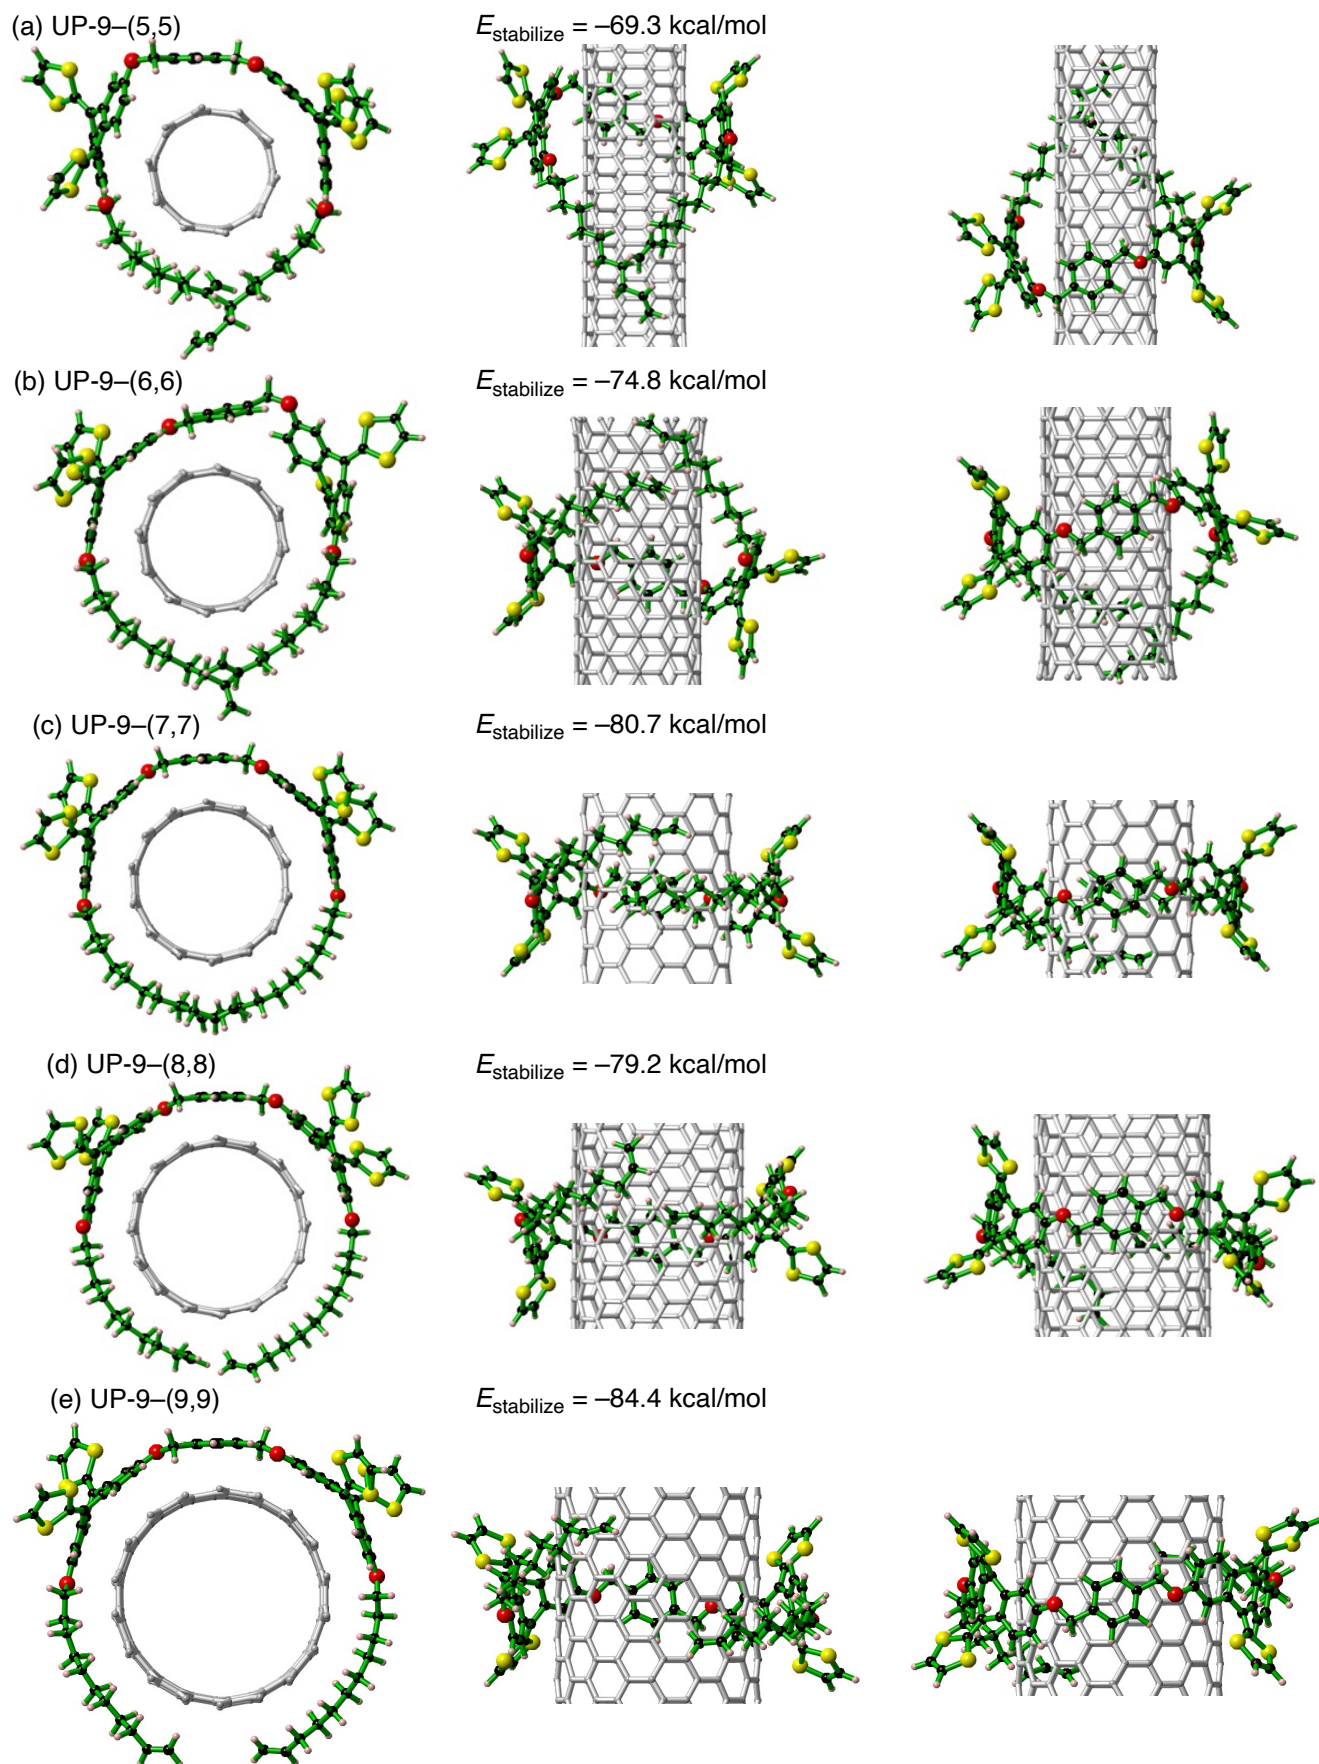 (a) UP-9–(5,5)
E_stabilize = –69.3 kcal/mol
(b) UP-9–(6,6)
E_stabilize = –74.8 kcal/mol
(c) UP-9–(7,7)
E_stabilize = –80.7 kcal/mol
(d) UP-9–(8,8)
E_stabilize = –79.2 kcal/mol
(e) UP-9–(9,9)
E_stabilize = –84.4 kcal/mol